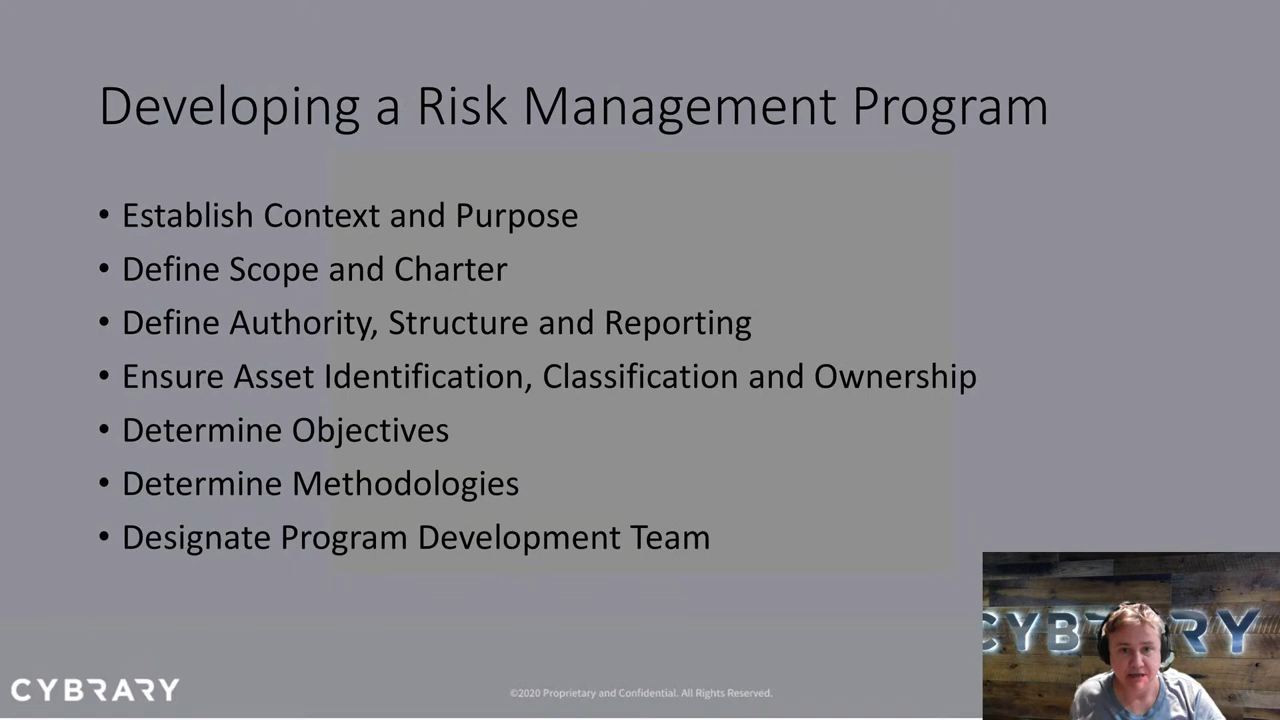 Developing a Risk Management Program
• Establish Context and Purpose
• Define Scope and Charter
• Define Authority, Structure and Reporting
• Ensure Asset Identification, Classification and Ownership
• Determine Objectives
• Determine Methodologies
• Designate Program Development Team
CYBRARY
CYBRARY
©2020 Proprietary and Confidential. All Rights Reserved.